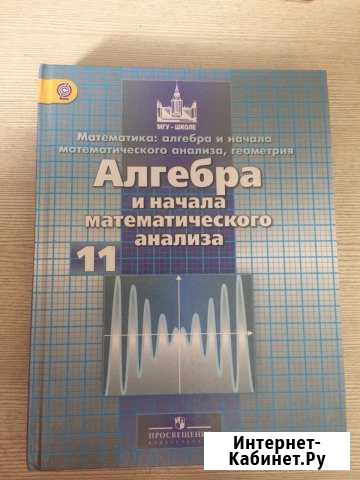 МГУ - ШКОЛЕ
Математика: алгебра и начала
математического анализа, геометрия
Алгебра
и начала
математического
анализа
11
ПРОСВЕЩЕНИЕ
Интернет-
Кабинет.Ру